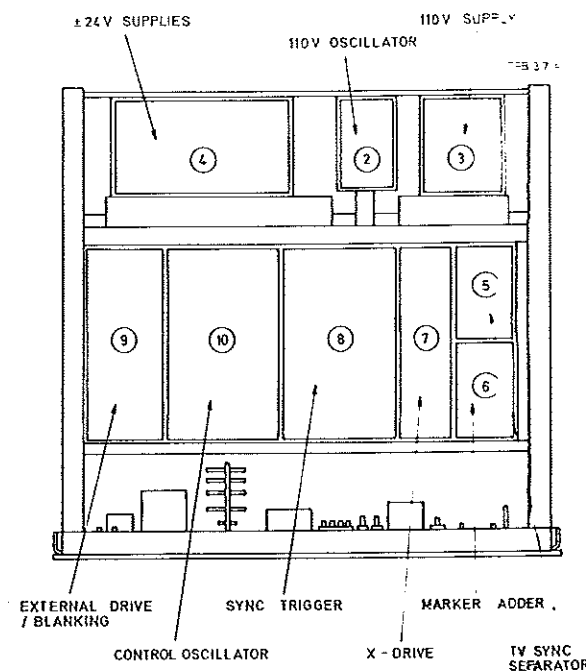 ±24V SUPPLIES
110V SUPPLY
110V OSCILLATOR
4
2
3
5
9
10
8
7
6
EXTERNAL DRIVE
/ BLANKING
SYNC TRIGGER
MARKER ADDER
CONTROL OSCILLATOR
X-DRIVE
TV SYNC
SEPARATOR